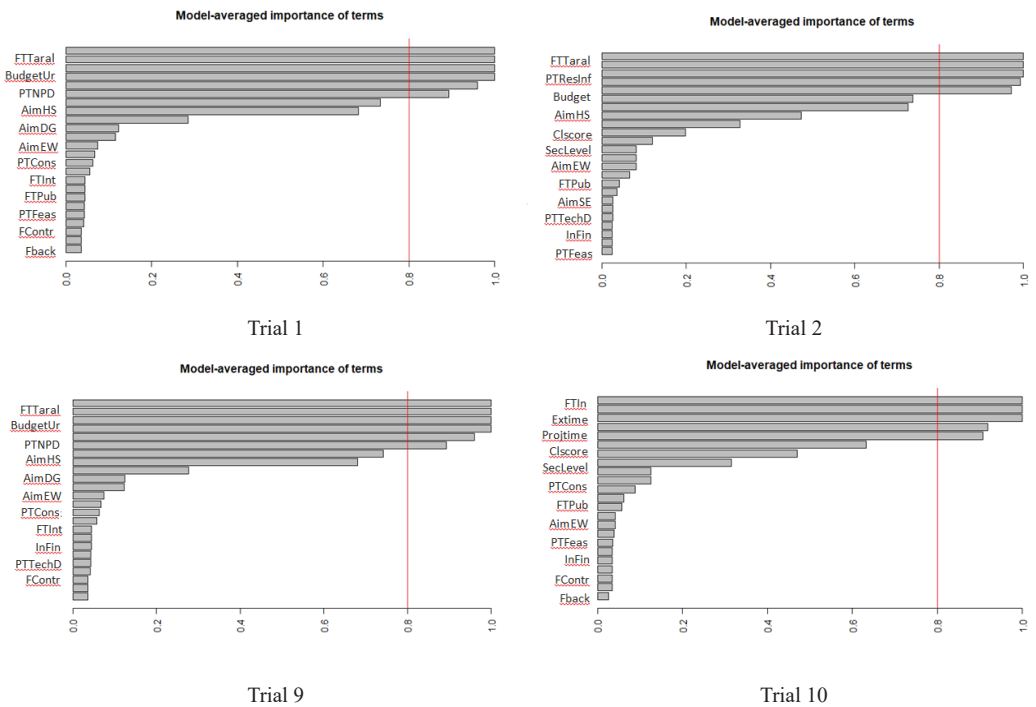 Model-averaged importance of terms
FTTaral
BudgetUr
PTNPD
AimHS
AimDG
AimEW
PTCons
FTInt
FTPub
PTFeas
FContr
Fback
0.0 0.2 0.4 0.6 0.8 1.0
Trial 1
Model-averaged importance of terms
FTTaral
PTResInf
Budget
AimHS
Clscore
SecLevel
AimEW
FTPub
AimSE
PTTechD
InFin
PTFeas
0.0 0.2 0.4 0.6 0.8 1.0
Trial 2
Model-averaged importance of terms
FTTaral
BudgetUr
PTNPD
AimHS
AimDG
AimEW
PTCons:
FTInt
InFin
PTTechD
FContr
0.0 0.2 0.4 0.6 0.8 1.0
Trial 9
Model-averaged importance of terms
FTIn
Extime
Projtime
Clscore
SecLevel
PTCons
FTPub
AimEW
PTFeas
InFin
FContr
Fback
0.0 0.2 0.4 0.6 0.8 1.0
Trial 10